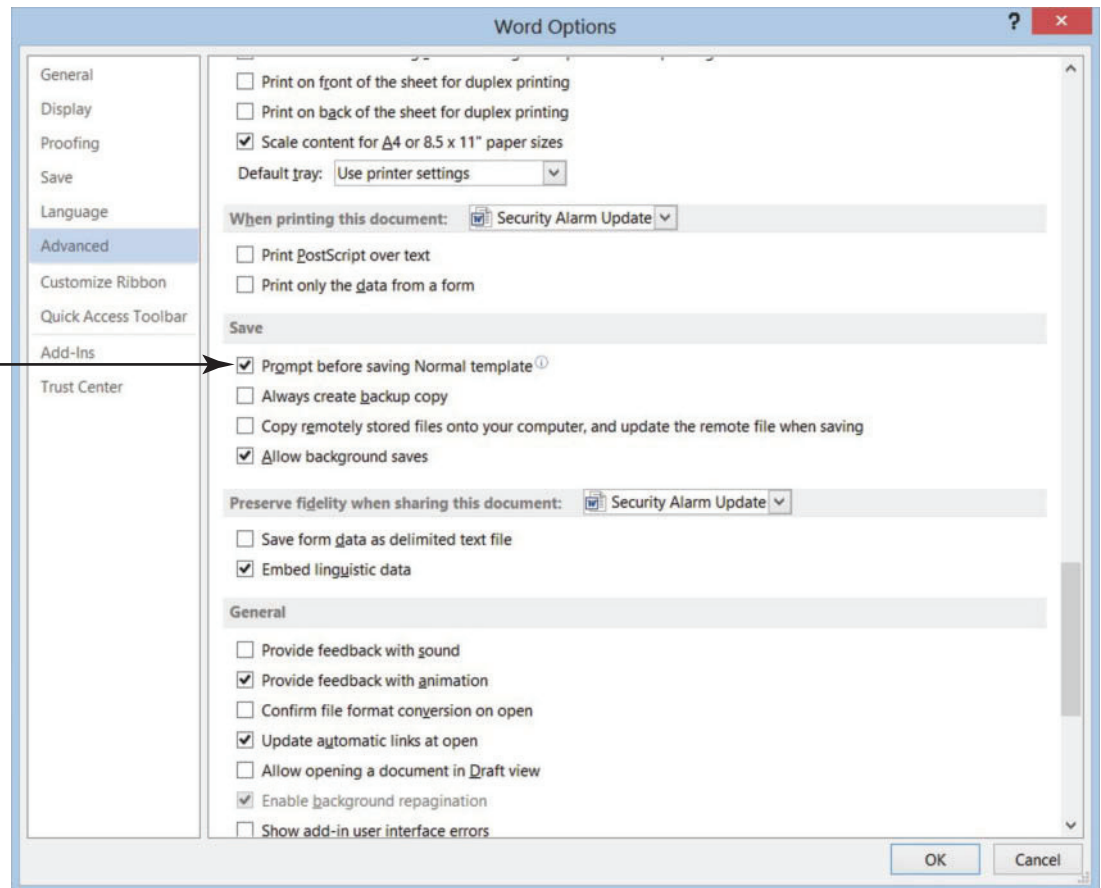 Word Options
?
General
Display
Proofing
Save
Language
Advanced
Customize Ribbon
Quick Access Toolbar
Add-Ins
Trust Center
Print on front of the sheet for duplex printing
Print on back of the sheet for duplex printing
Scale content for A4 or 8.5 x 11" paper sizes
Default tray: Use printer settings
When printing this document: Security Alarm Update
Print PostScript over text
Print only the data from a form
Save
Prompt before saving Normal template
Always create backup copy
Copy remotely stored files onto your computer, and update the remote file when saving
Allow background saves
Preserve fidelity when sharing this document: Security Alarm Update
Save form data as delimited text file
Embed linguistic data
General
Provide feedback with sound
Provide feedback with animation
Confirm file format conversion on open
Update automatic links at open
Allow opening a document in Draft view
Enable background repagination
Show add-in user interface errors
OK Cancel